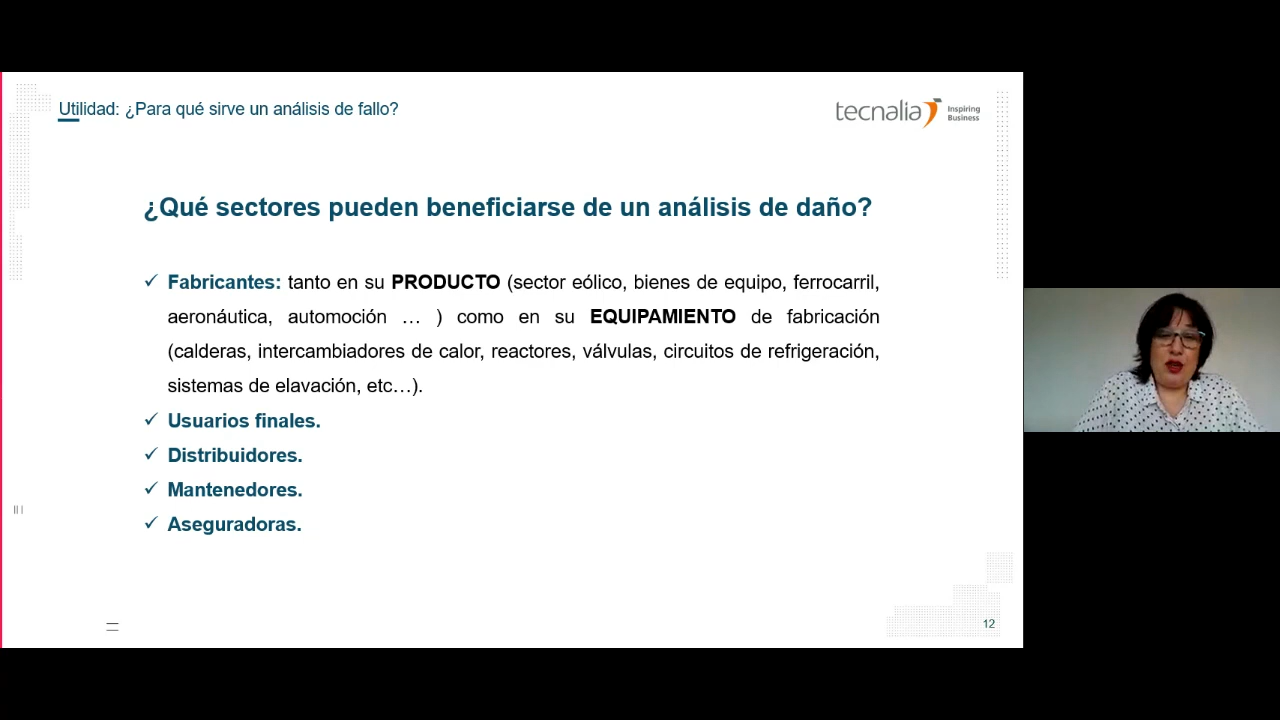 Utilidad: ¿Para qué sirve un análisis de fallo?
tecnalia Inspiring
Business
¿Qué sectores pueden beneficiarse de un análisis de daño?
✓ Fabricantes: tanto en su PRODUCTO (sector eólico, bienes de equipo, ferrocarril,
aeronáutica, automoción … ) como en su EQUIPAMIENTO de fabricación
(calderas, intercambiadores de calor, reactores, válvulas, circuitos de refrigeración,
sistemas de elavación, etc…).
✓ Usuarios finales.
✓ Distribuidores.
✓ Mantenedores.
✓ Aseguradoras.
12